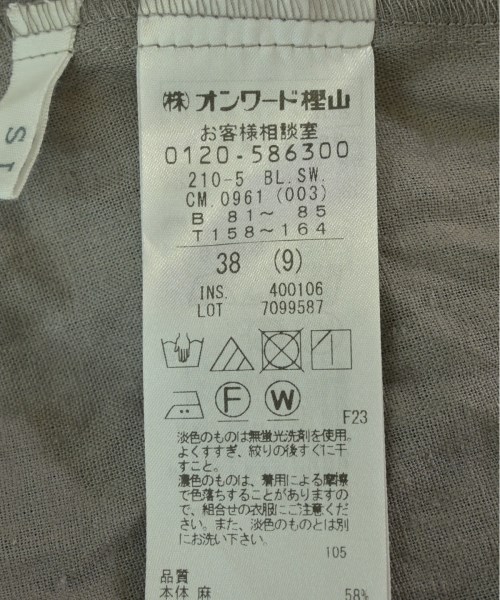 (株)オンワード樫山
お客様相談室
0120-586300
210-5 BL.SW.
CM.0961 (003)
B 81～ 85
T158～164
38 (9)
INS. 400106
LOT 7099587
F W
F23
淡色のものは無蛍光洗剤を使用。
よくすすぎ、絞りの後すぐに干
すこと。
濃色のものは、着用による摩擦
で色落ちすることがありますの
で、組合せの衣服にご注意くださ
い。また、淡色のものとは別
にお洗い下さい。
105
品質
本体 麻 58%